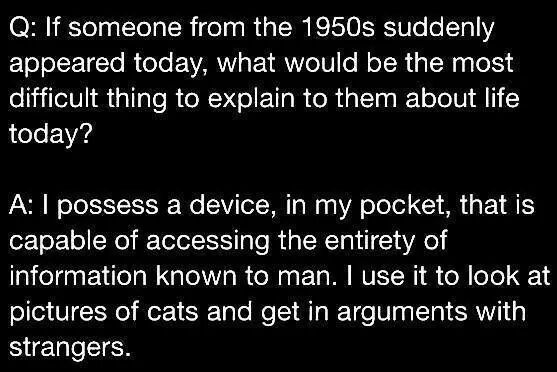 Q: If someone from the 1950s suddenly
appeared today, what would be the most
difficult thing to explain to them about life
today?
A: I possess a device, in my pocket, that is
capable of accessing the entirety of
information known to man. I use it to look at
pictures of cats and get in arguments with
strangers.